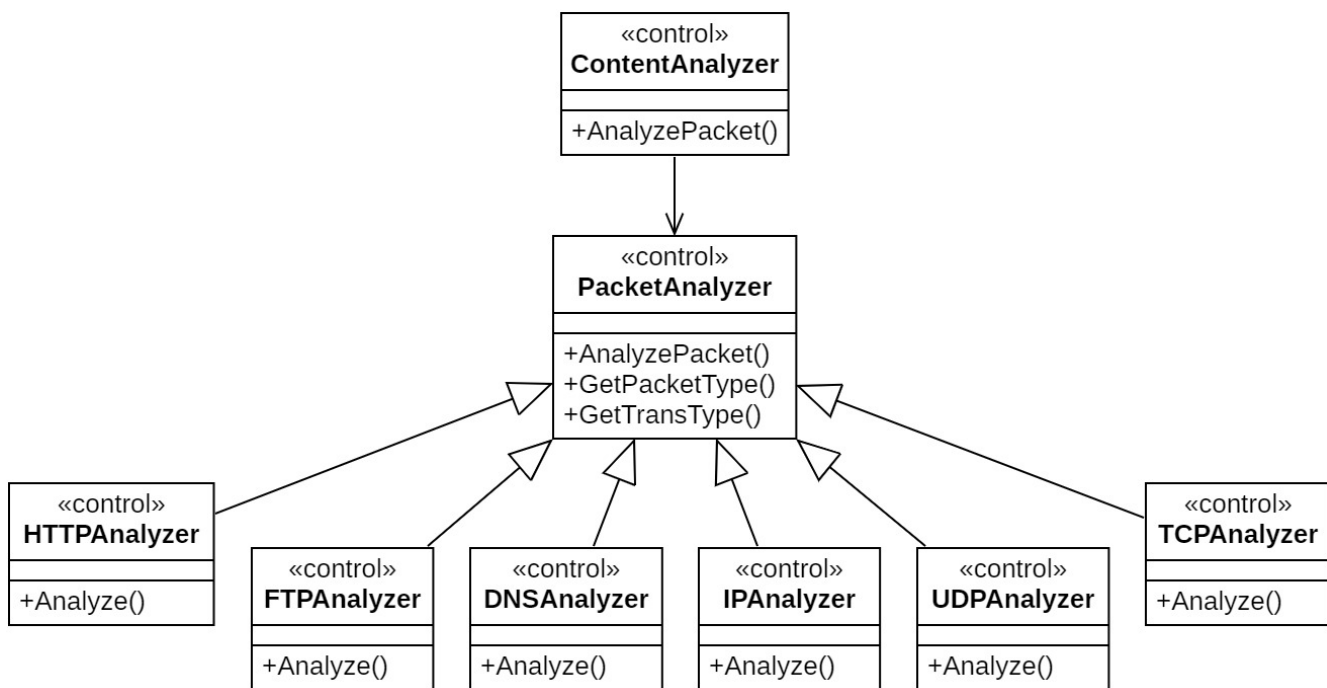 «control»
ContentAnalyzer
+AnalyzePacket()
«control»
PacketAnalyzer
+AnalyzePacket()
+GetPacketType()
+GetTransType()
«control»
HTTPAnalyzer
+Analyze()
«control»
FTPAnalyzer
+Analyze()
«control»
DNSAnalyzer
+Analyze()
«control»
IPAnalyzer
+Analyze()
«control»
UDPAnalyzer
+Analyze()
«control»
TCPAnalyzer
+Analyze()